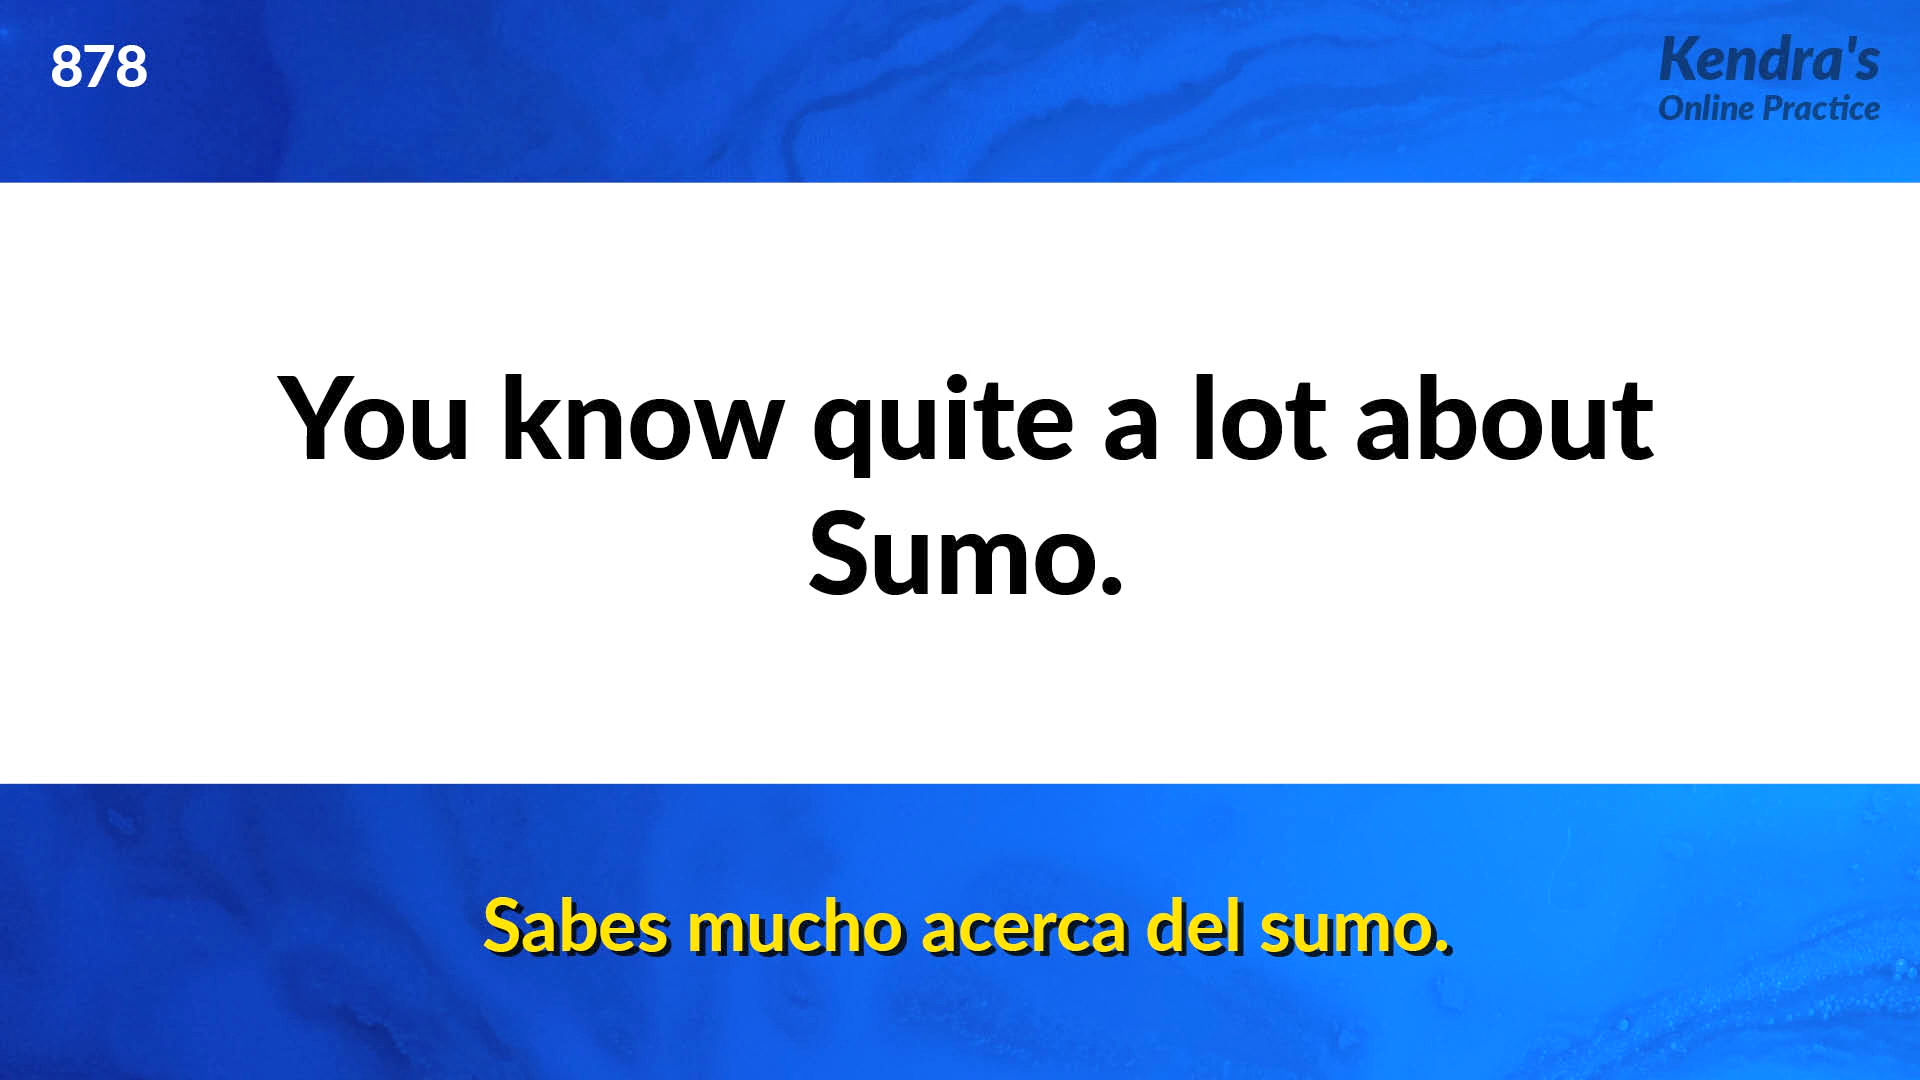 878
Kendra's
Online Practice
You know quite a lot about
Sumo.
Sabes mucho acerca del sumo.